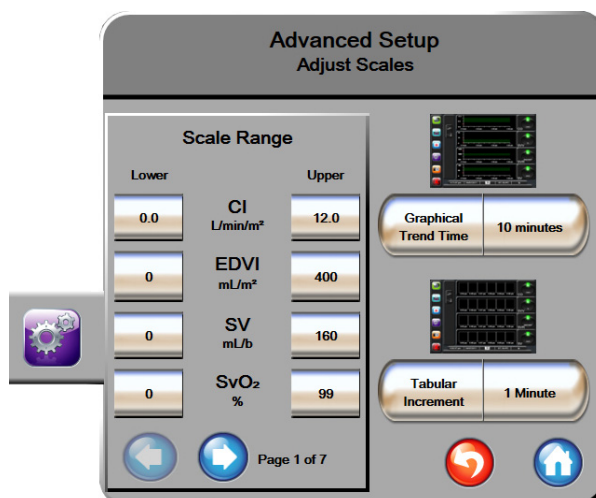 Advanced Setup
Adjust Scales
Scale Range
Lower
Upper
0.0
CI
L/min/m²
12.0
0
EDVI
mL/m²
400
0
SV
mL/b
160
0
SvO₂
%
99
Page 1 of 7
Graphical
Trend Time
10 minutes
Tabular
Increment
1 Minute